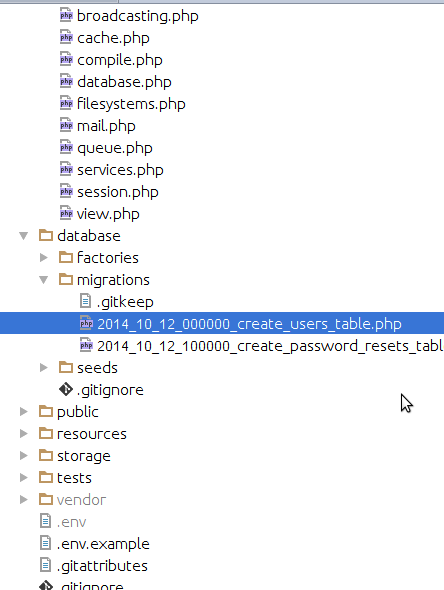 broadcasting.php
cache.php
compile.php
database.php
filesystems.php
mail.php
queue.php
services.php
session.php
view.php
database
factories
migrations
.gitkeep
2014_10_12_000000_create_users_table.php
2014_10_12_100000_create_password_resets_tabl
seeds
.gitignore
public
resources
storage
tests
vendor
.env
.env.example
.gitattributes
.gitignore